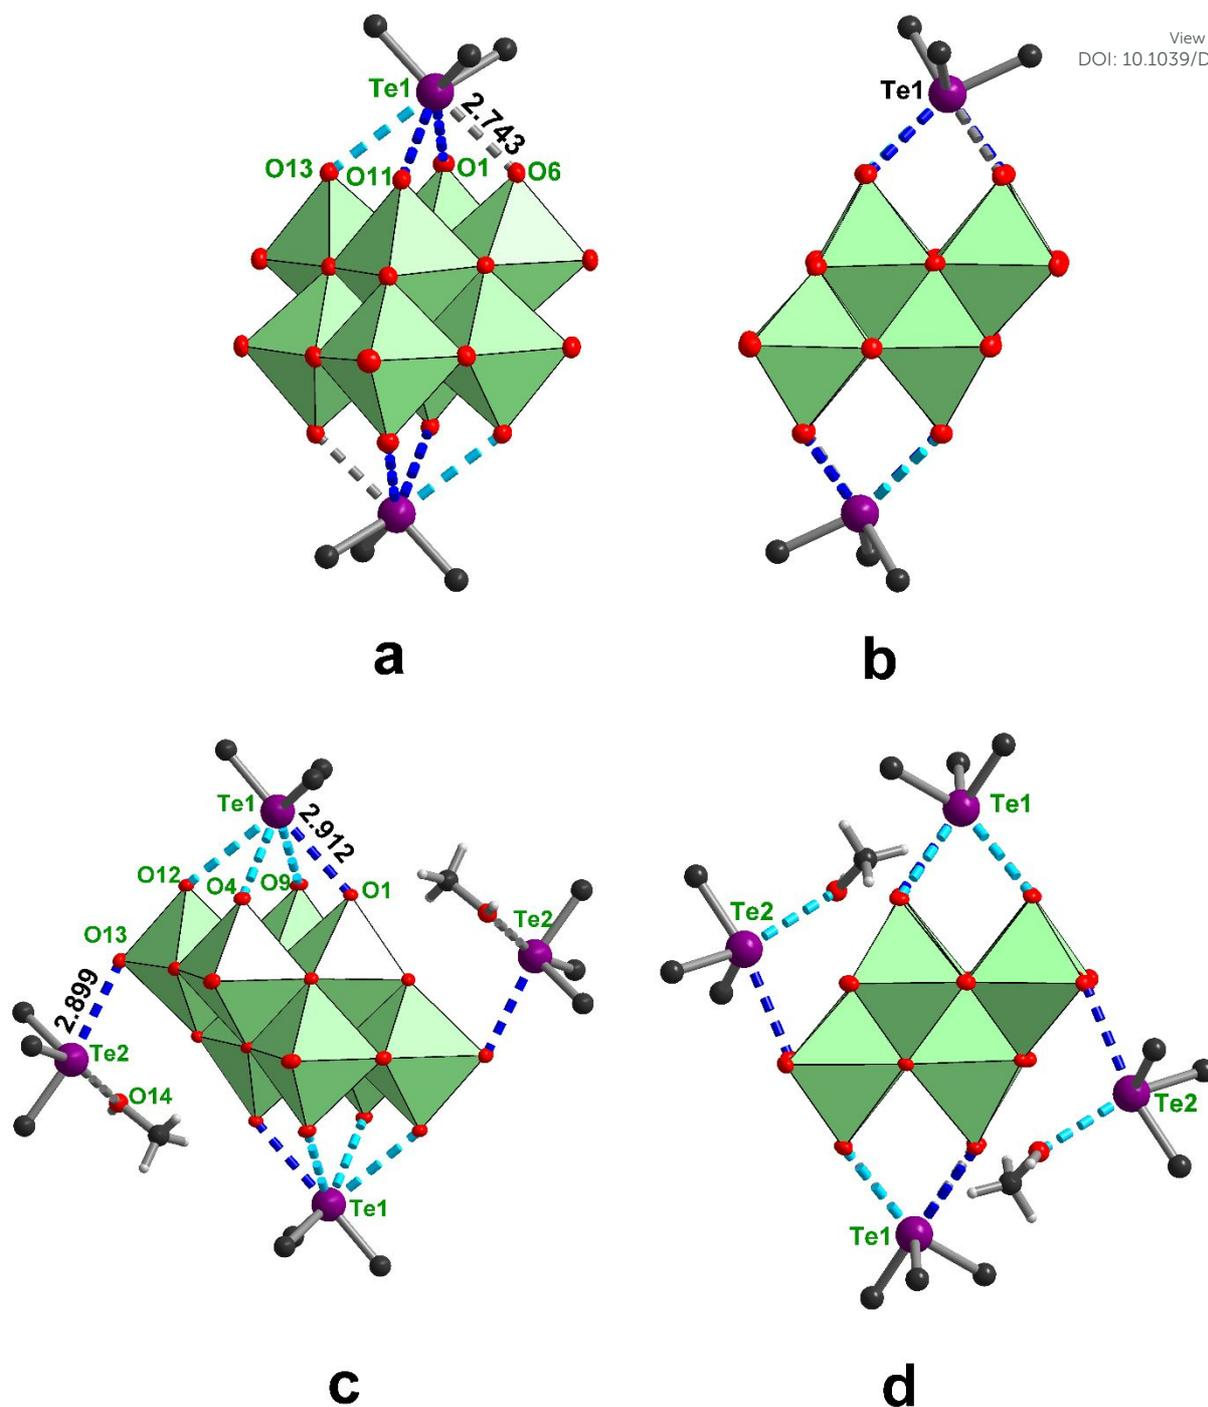 View
DOI: 10.1039/D
Te1
2.743
O13
O11
O1
O6
Te1
a
b
Te1
2.912
O12
O4
O9
O1
O13
Te2
2.899
Te2
O14
Te1
Te1
Te2
Te2
Te1
c
d